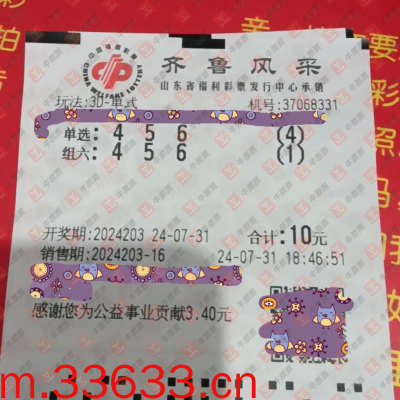 齐鲁风采
山东省福利彩票发行中心承销
玩法:3D-单式 机号:37068331
单选: 4 5 6 (4)
组六: 4 5 6 (1)
开奖期:2024203 24-07-31 合计:10元
销售期:2024203-16 24-07-31 18:46:51
感谢您为公益事业贡献3.40元
m.33633.cn